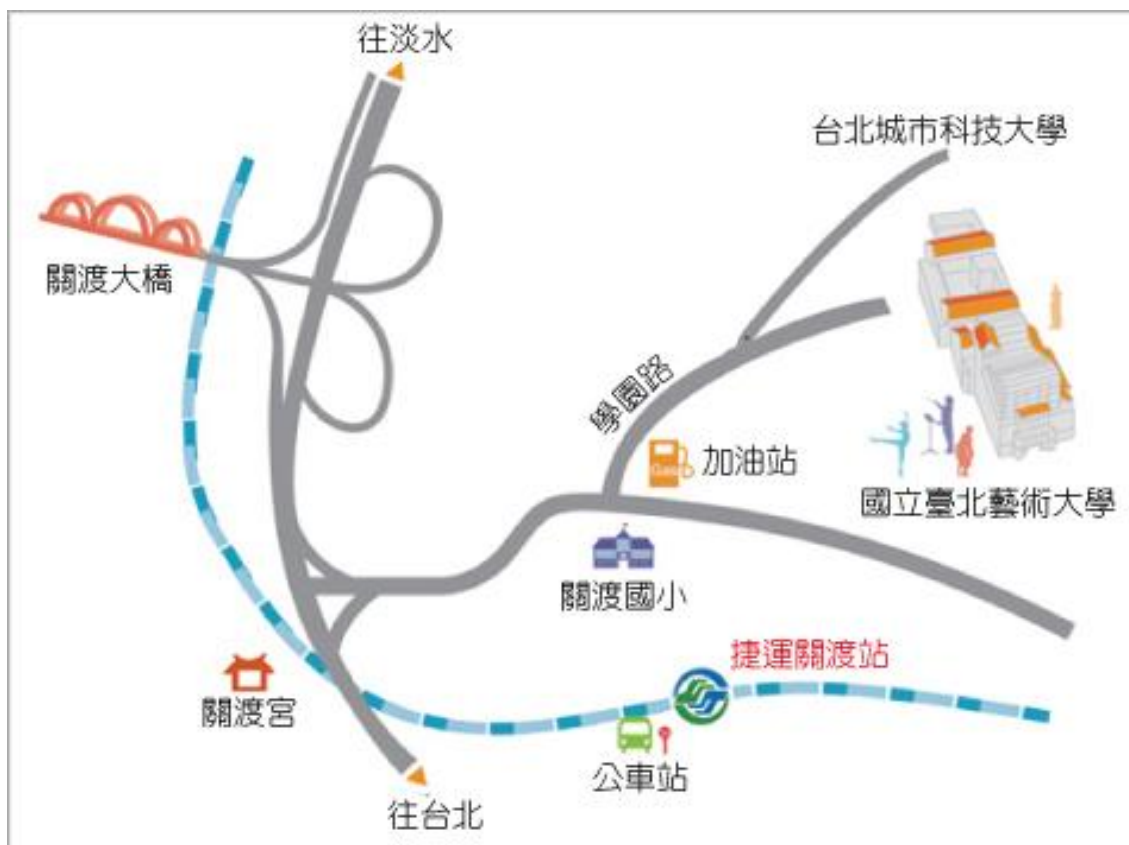 往淡水
台北城市科技大學
關渡大橋
學園路
Gas
加油站
國立臺北藝術大學
關渡國小
捷運關渡站
關渡宮
公車站
往台北